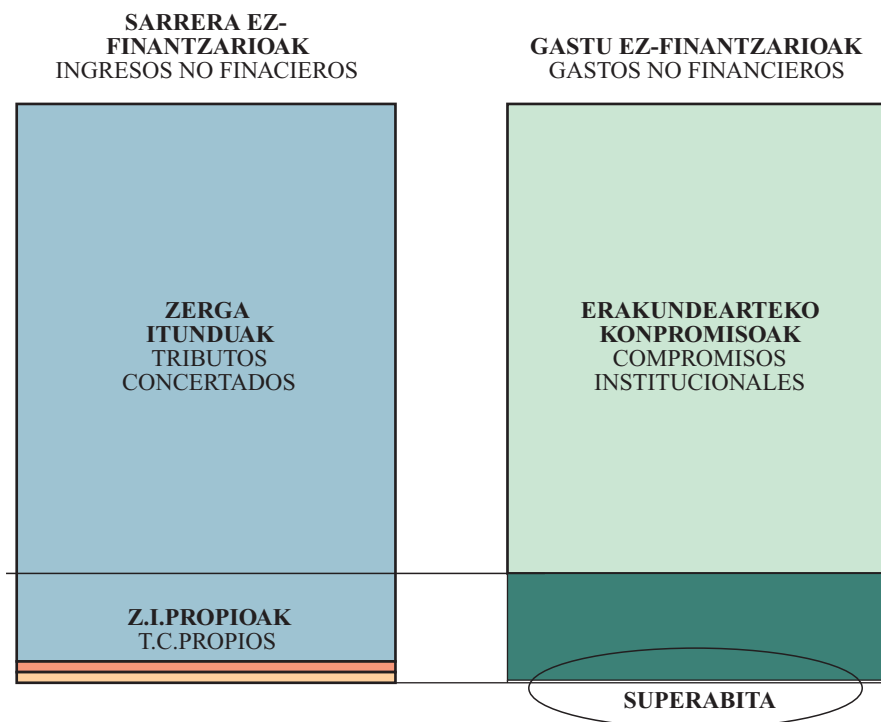 SARRERA EZ-
FINANTZARIOAK
INGRESOS NO FINACIEROS
GASTU EZ-FINANTZARIOAK
GASTOS NO FINANCIEROS
ZERGA
ITUNDUAK
TRIBUTOS
CONCERTADOS
ERAKUNDEARTEKO
KONPROMISOAK
COMPROMISOS
INSTITUCIONALES
Z.I.PROPIOAK
T.C.PROPIOS
SUPERABITA